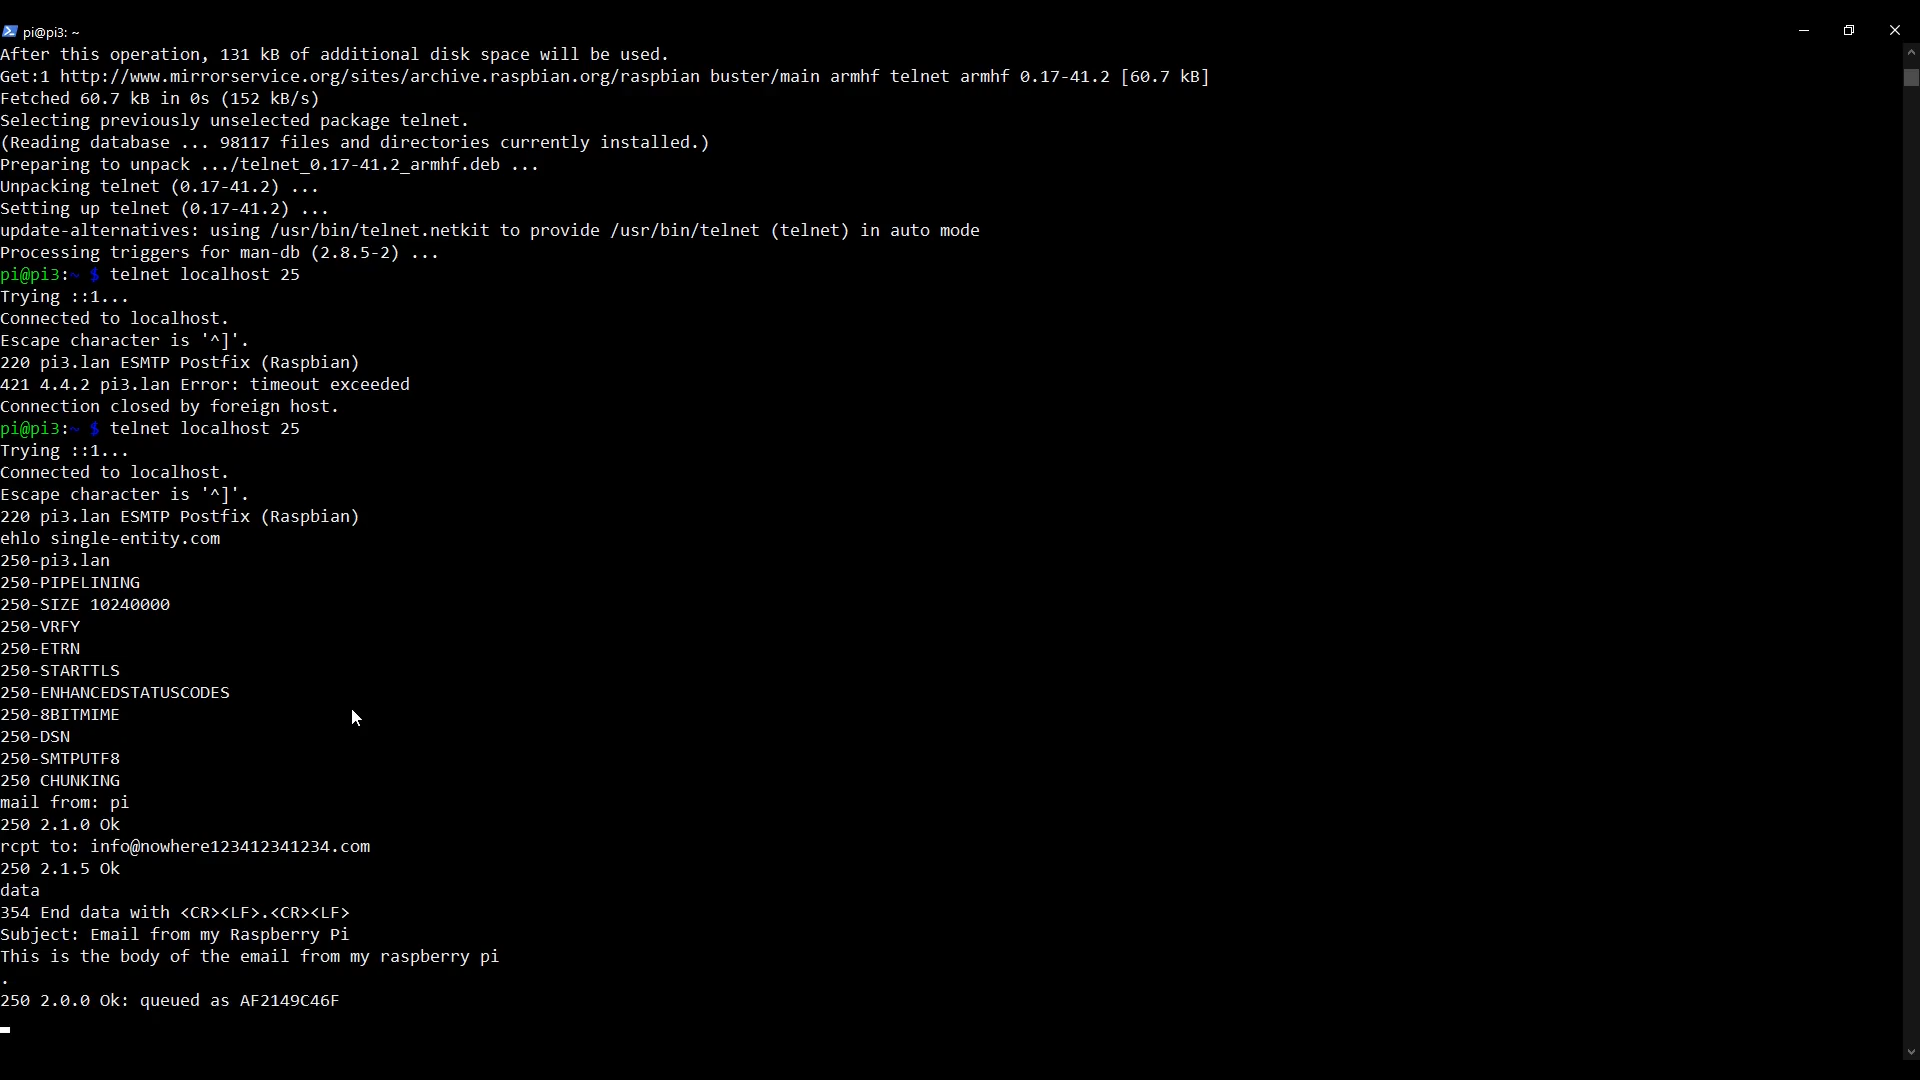 pi@pi3: ~
After this operation, 131 kB of additional disk space will be used.
Get:1 http://www.mirrorservice.org/sites/archive.raspbian.org/raspbian buster/main armhf telnet armhf 0.17-41.2 [60.7 kB]
Fetched 60.7 kB in 0s (152 kB/s)
Selecting previously unselected package telnet.
(Reading database ... 98117 files and directories currently installed.)
Preparing to unpack .../telnet_0.17-41.2_armhf.deb ...
Unpacking telnet (0.17-41.2) ...
Setting up telnet (0.17-41.2) ...
update-alternatives: using /usr/bin/telnet.netkit to provide /usr/bin/telnet (telnet) in auto mode
Processing triggers for man-db (2.8.5-2) ...
pi@pi3:~ $ telnet localhost 25
Trying ::1...
Connected to localhost.
Escape character is '^]'.
220 pi3.lan ESMTP Postfix (Raspbian)
421 4.4.2 pi3.lan Error: timeout exceeded
Connection closed by foreign host.
pi@pi3:~ $ telnet localhost 25
Trying ::1...
Connected to localhost.
Escape character is '^]'.
220 pi3.lan ESMTP Postfix (Raspbian)
ehlo single-entity.com
250-pi3.lan
250-PIPELINING
250-SIZE 10240000
250-VRFY
250-ETRN
250-STARTTLS
250-ENHANCEDSTATUSCODES
250-8BITMIME
250-DSN
250-SMTPUTF8
250 CHUNKING
mail from: pi
250 2.1.0 Ok
rcpt to: info@nowhere123412341234.com
250 2.1.5 Ok
data
354 End data with <CR><LF>.<CR><LF>
Subject: Email from my Raspberry Pi
This is the body of the email from my raspberry pi
.
250 2.0.0 Ok: queued as AF2149C46F